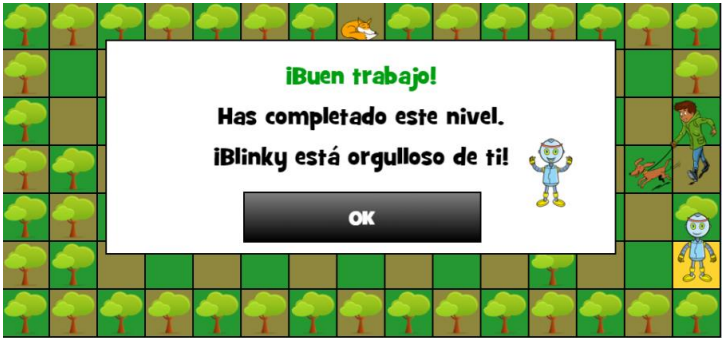 ¡Buen trabajo!
Has completado este nivel.
¡Blinky está orgulloso de ti!
OK